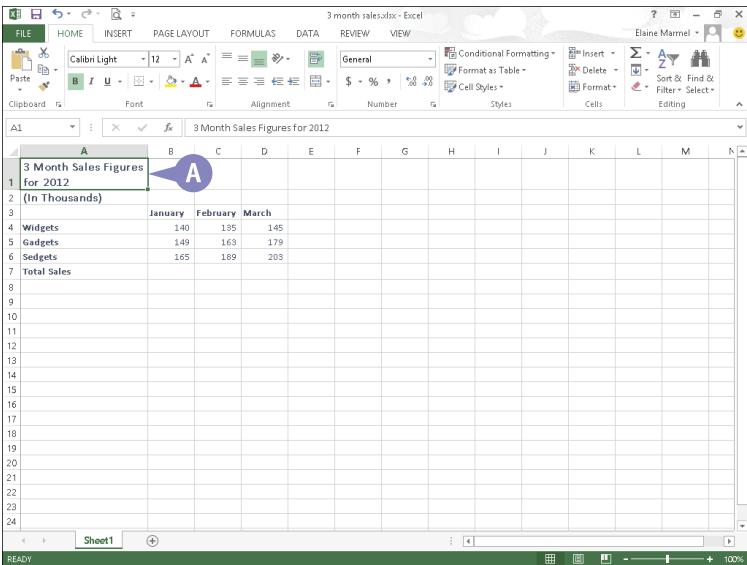 3 month sales.xlsx - Excel
FILE HOME INSERT PAGE LAYOUT FORMULAS DATA REVIEW VIEW Elaine Marmel
Calibri Light 12 A A General Conditional Formatting Insert Σ A Z
Paste Format as Table Delete Sort & Find &
B I U A $ % , .0 .00 .00 .0 Cell Styles Format Filter Select
Clipboard Font Alignment Number Styles Cells Editing
A1 fx 3 Month Sales Figures for 2012
A B C D E F G H I J K L M N
3 Month Sales Figures
1 for 2012
A
2 (In Thousands)
3 January February March
4 Widgets 140 135 145
5 Gadgets 149 163 179
6 Sedgets 165 189 203
7 Total Sales
8
9
10
11
12
13
14
15
16
17
18
19
20
21
22
23
24
Sheet1
READY 100%